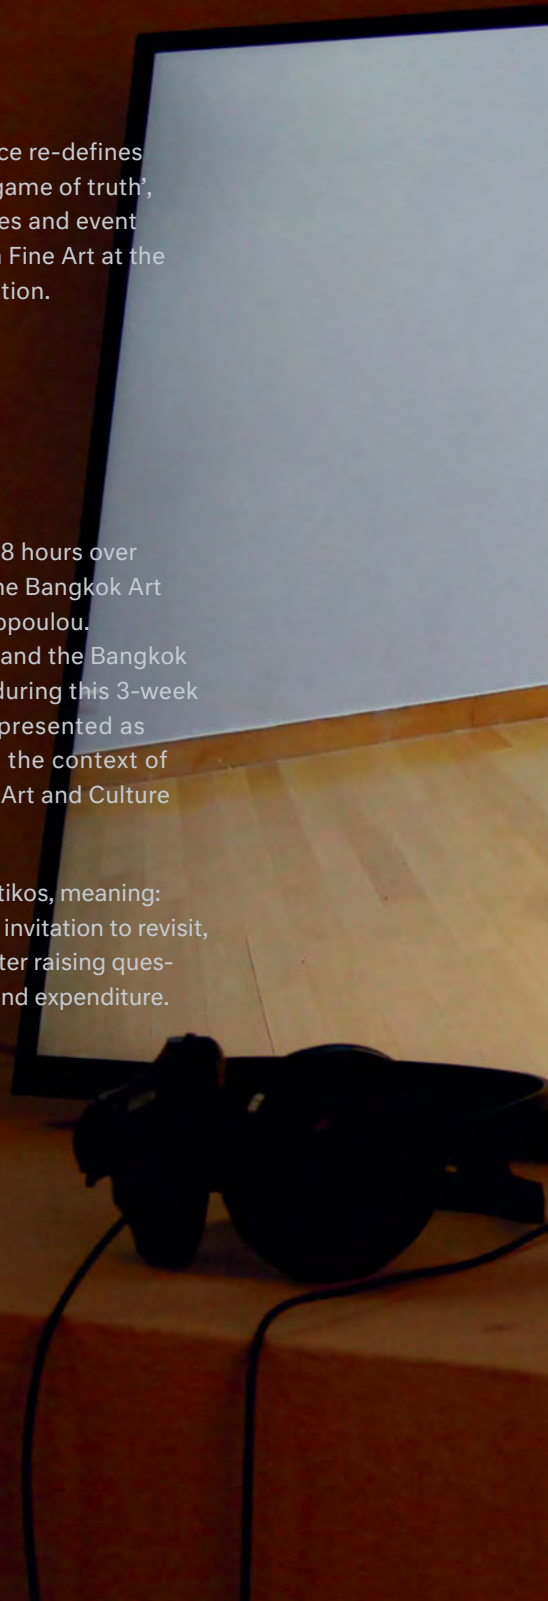 ce re-defines
game of truth’,
es and event
Fine Art at the
tion.
8 hours over
ne Bangkok Art
opoulou.
and the Bangkok
during this 3-week
presented as
the context of
Art and Culture
tikos, meaning:
invitation to revisit,
ter raising ques-
nd expenditure.